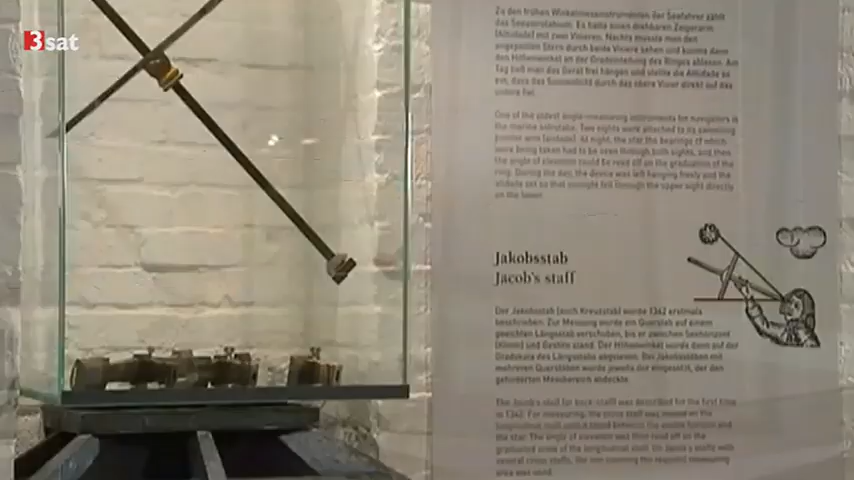 3sat
Zu den frühen Winkelmessinstrumenten der Seefahrer zählt
das Seeastrolabium. Es hatte einen drehbaren Zeigerarm
(Alhidade) mit zwei Visieren. Nachts musste man den
angepeilten Stern durch beide Visiere sehen und konnte dann
den Höhenwinkel an der Gradeinteilung des Ringes ablesen. Am
Tag ließ man das Gerät frei hängen und stellte die Alhidade so
ein, dass das Sonnenlicht durch das obere Visier direkt auf das
untere fiel.
One of the oldest angle-measuring instruments for navigators is
the marine astrolabe. Two sights were attached to its swivelling
pointer arm (alidade). At night, the star the bearings of which
were being taken had to be seen through both sights, and then
the angle of elevation could be read off on the graduation of the
ring. During the day, the device was left hanging freely and the
alidade set so that sunlight fell through the upper sight directly
on the lower.
Jakobsstab
Jacob's staff
Der Jakobsstab (auch Kreuzstab) wurde 1342 erstmals
beschrieben. Zur Messung wurde ein Querstab auf einem
geeichten Längsstab verschoben, bis er zwischen Seehorizont
(Kimm) und Gestirn stand. Der Höhenwinkel wurde dann auf der
Gradskala des Längsstabs abgelesen. Bei Jakobsstäben mit
mehreren Querstäben wurde jeweils der eingesetzt, der den
geforderten Messbereich abdeckte.
The Jacob's staff (or cross-staff) was described for the first time
in 1342. For measuring, the cross staff was moved on the
longitudinal staff until it stood between the visible horizon and
the star. The angle of elevation was then read off on the
graduated scale of the longitudinal staff. On Jacob's staffs with
several cross staffs, the one covering the required measuring
area was used.